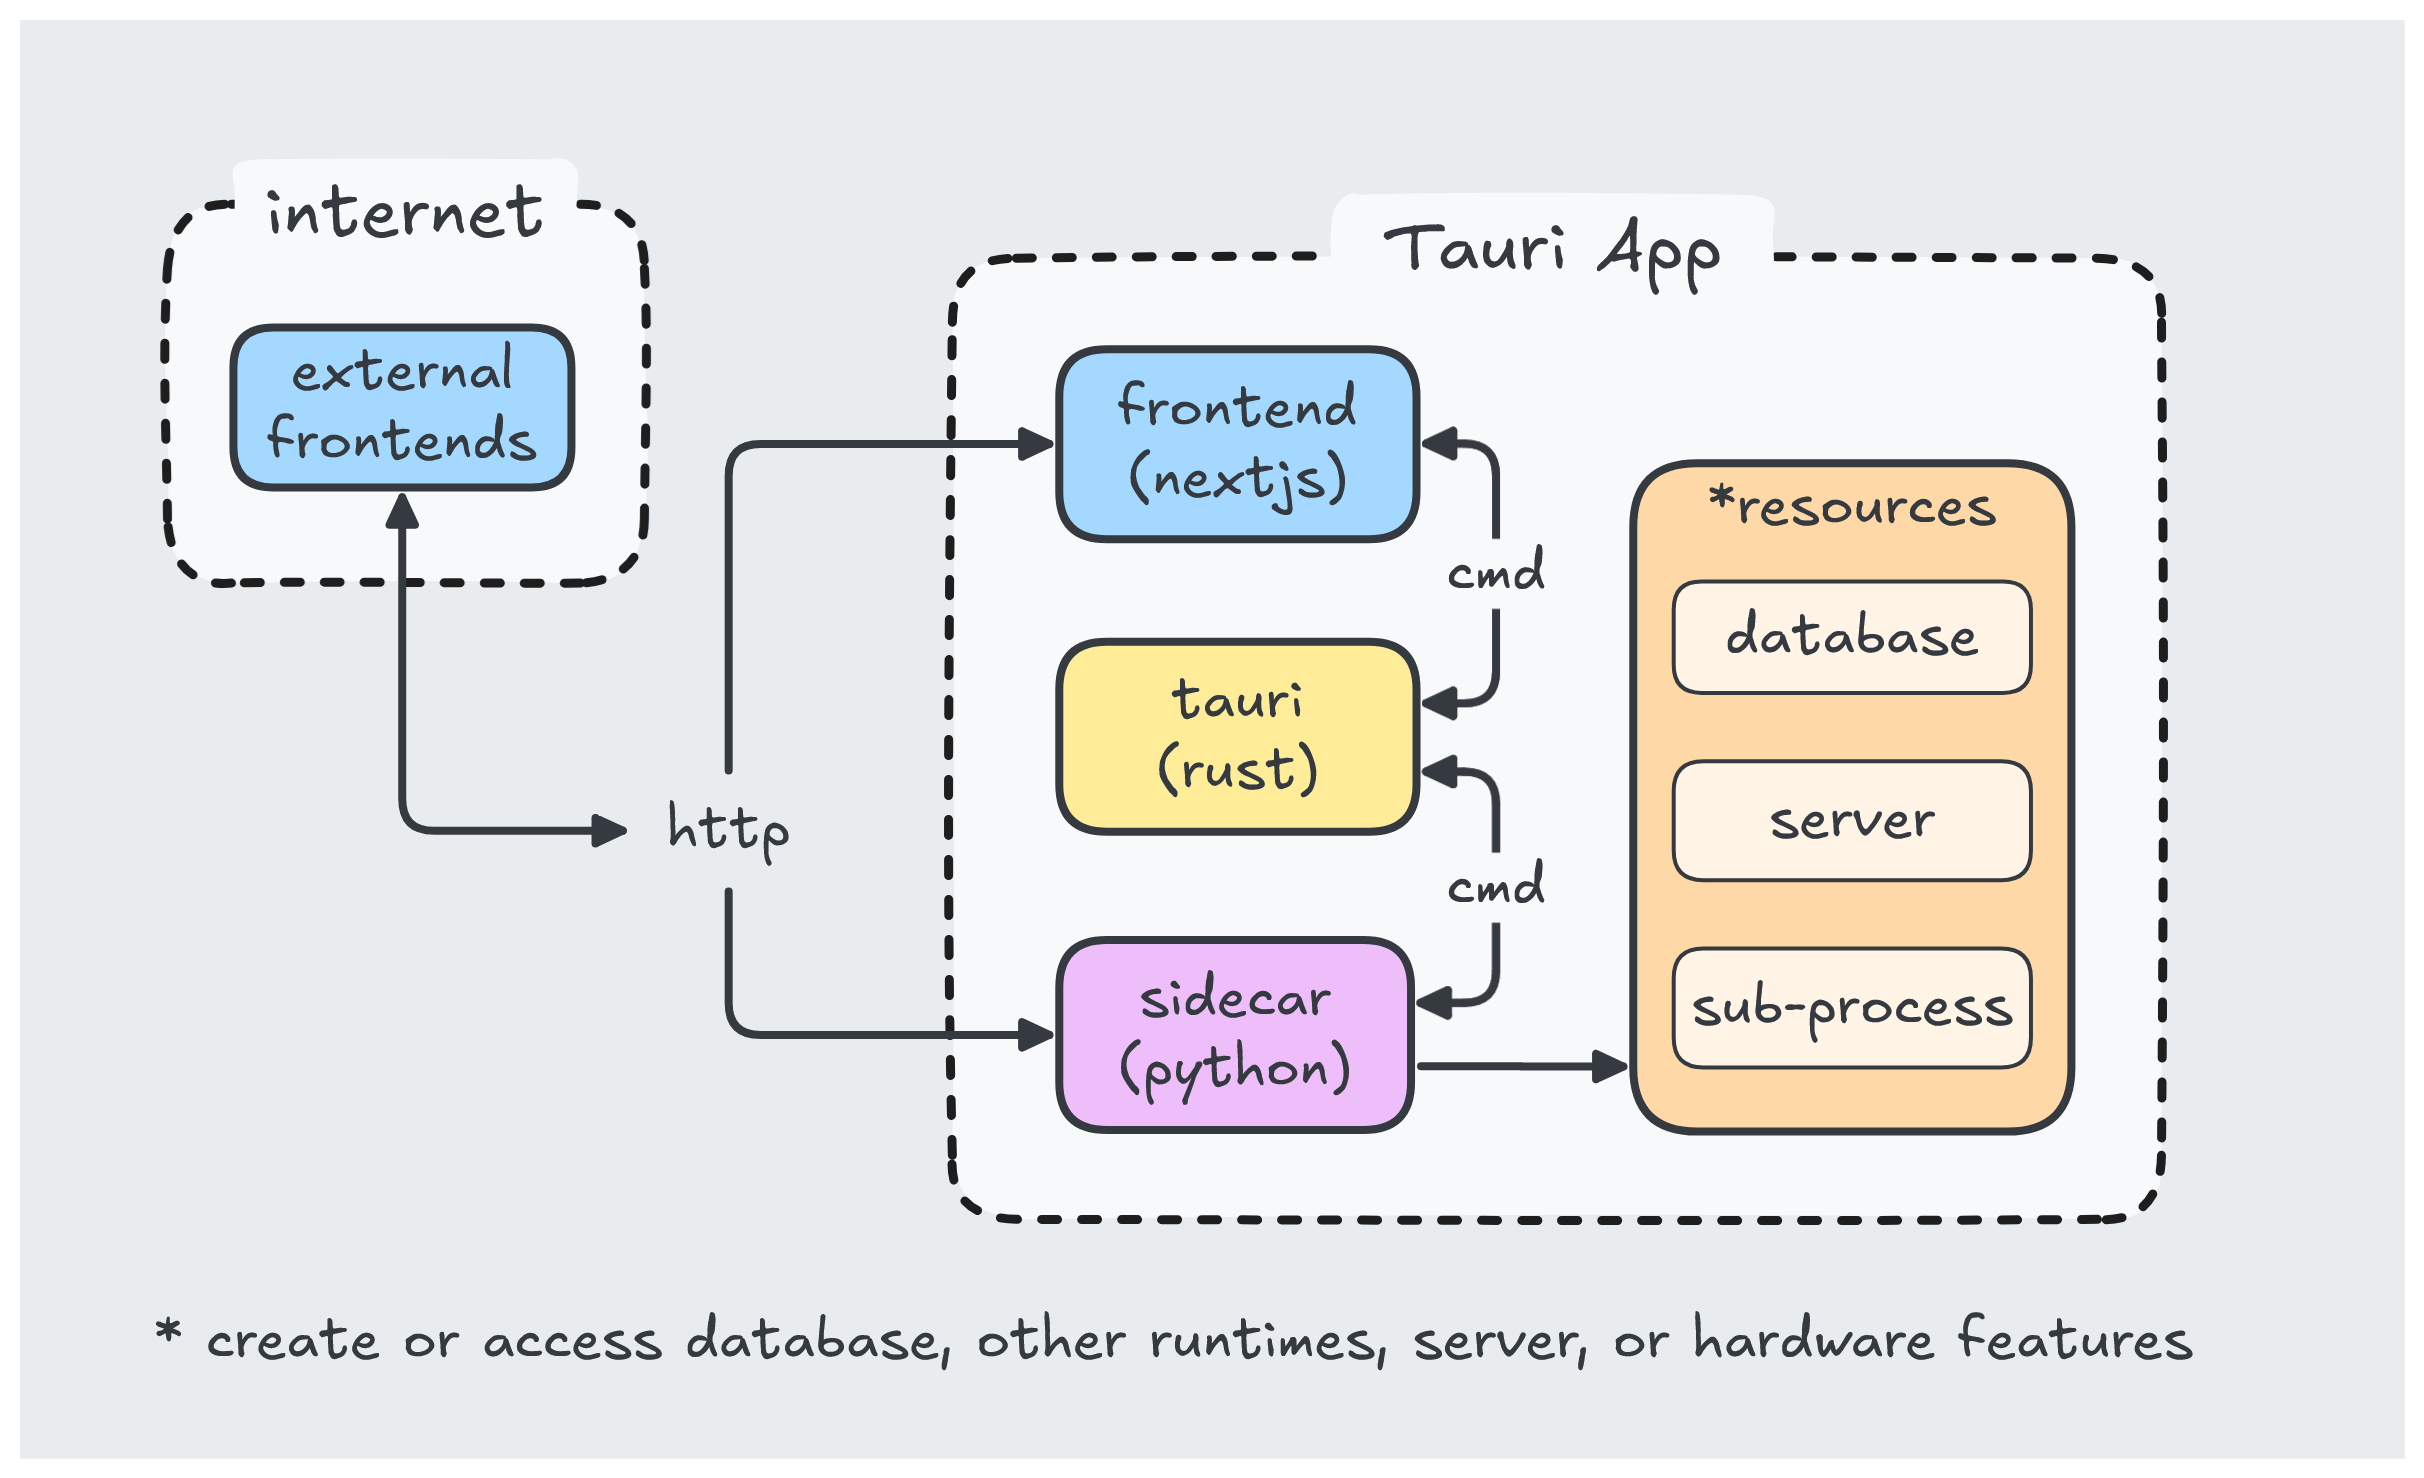 internet
external
frontends
http
Tauri App
frontend
(nextjs)
cmd
tauri
(rust)
cmd
sidecar
(python)
*resources
database
server
sub-process
* create or access database, other runtimes, server, or hardware features